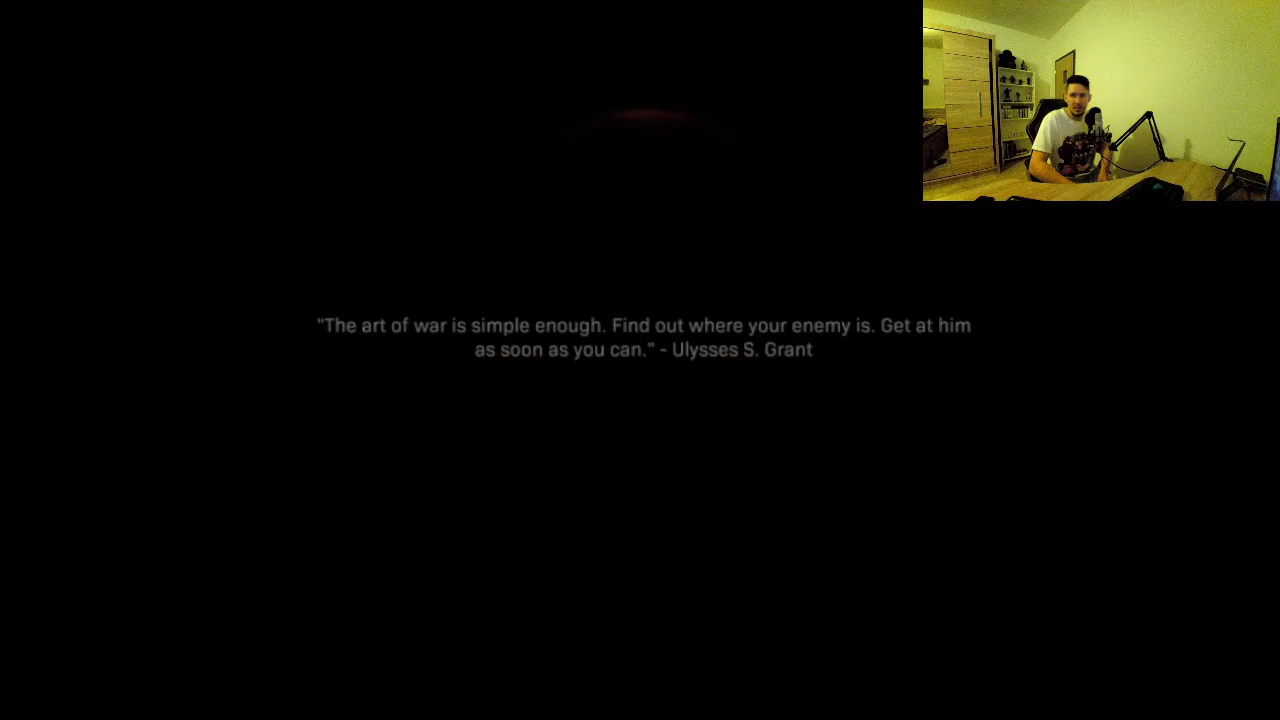 "The art of war is simple enough. Find out where your enemy is. Get at him
as soon as you can." - Ulysses S. Grant